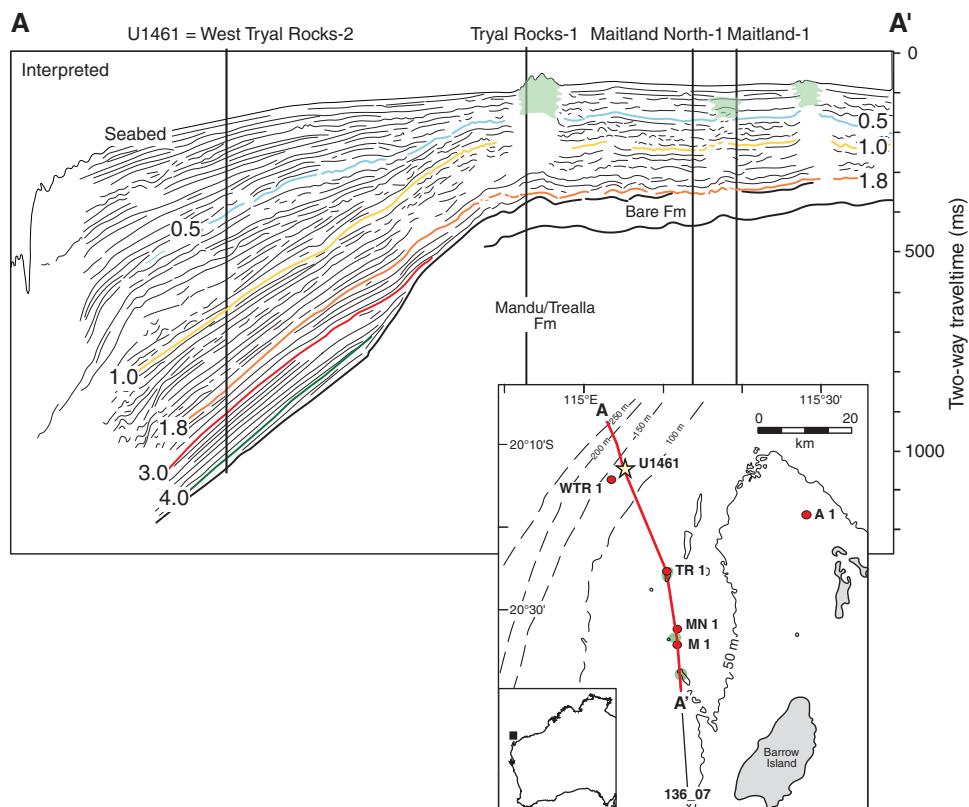 A A'
U1461 = West Tryal Rocks-2 Tryal Rocks-1 Maitland North-1 Maitland-1
0
Interpreted
Seabed
0.5
1.0
1.8
0.5
Bare Fm
500
Two-way traveltime (ms)
Mandu/Trealla
Fm
1.0
1.8
3.0
4.0
1000
115°E 115°30'
A
250 m
200 m
150 m
100 m
0 20
km
20°10'S
U1461
WTR 1
A 1
TR 1
20°30'
MN 1
M 1
50 m
A'
Barrow
Island
136_07